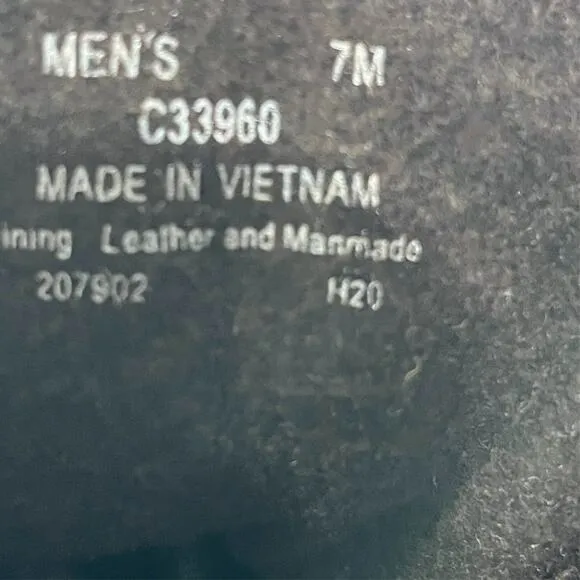 MEN'S 7M
C33960
MADE IN VIETNAM
ining Leather and Manmade
207902 H20